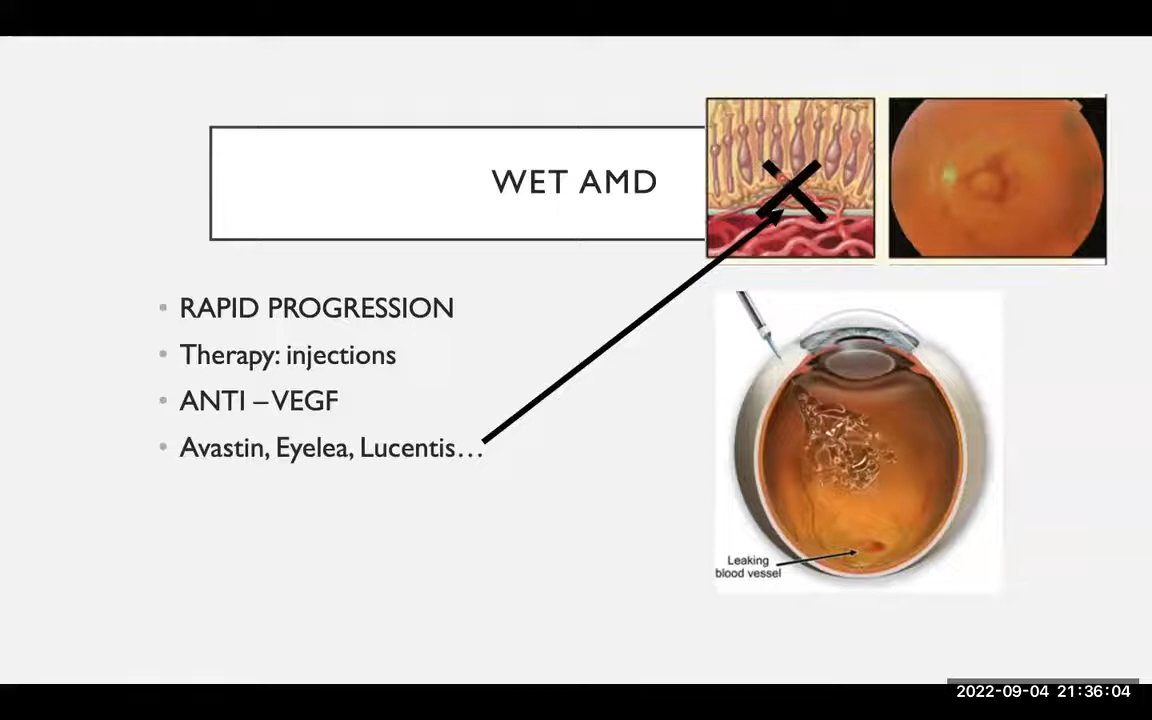 WET AMD
RAPID PROGRESSION
Therapy: injections
ANTI – VEGF
Avastin, Eyelea, Lucentis…
Leaking
blood vessel
2022-09-04 21:36:04